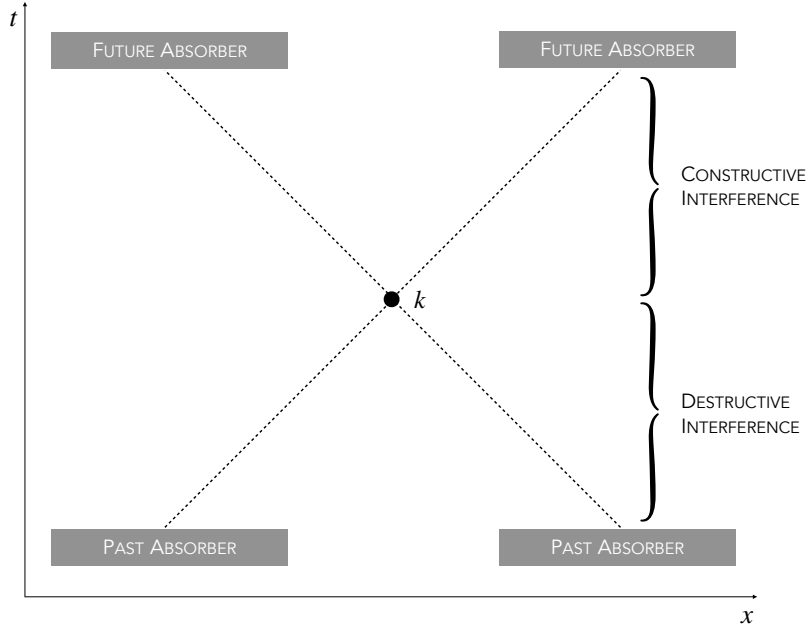 t
FUTURE ABSORBER
FUTURE ABSORBER
CONSTRUCTIVE
INTERFERENCE
k
DESTRUCTIVE
INTERFERENCE
PAST ABSORBER
PAST ABSORBER
x